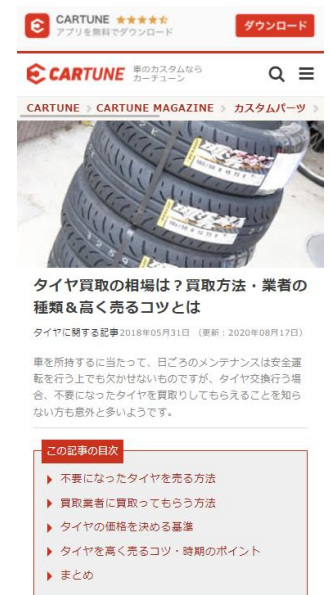 CARTUNE
アプリを無料でダウンロード
ダウンロード
CARTUNE
車のカスタムなら
カーチューン
CARTUNE > CARTUNE MAGAZINE > カスタムパーツ >
タイヤ買取の相場は？買取方法・業者の
種類＆高く売るコツとは
タイヤに関する記事2018年05月31日 （更新：2020年08月17日）
車を所持するに当たって、日ごろのメンテナンスは安全運
転を行う上でも欠かせないものですが、タイヤ交換行う場
合、不要になったタイヤを買取りしてもらえることを知ら
ない方も意外と多いようです。
この記事の目次
不要になったタイヤを売る方法
買取業者に買取ってもらう方法
タイヤの価格を決める基準
タイヤを高く売るコツ・時期のポイント
まとめ